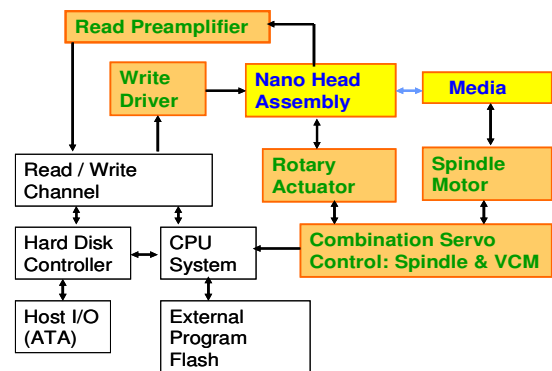 Read Preamplifier
Write
Driver
Nano Head
Assembly
Media
Read / Write
Channel
Rotary
Actuator
Spindle
Motor
Hard Disk
Controller
CPU
System
Combination Servo
Control: Spindle & VCM
Host I/O
(ATA)
External
Program
Flash